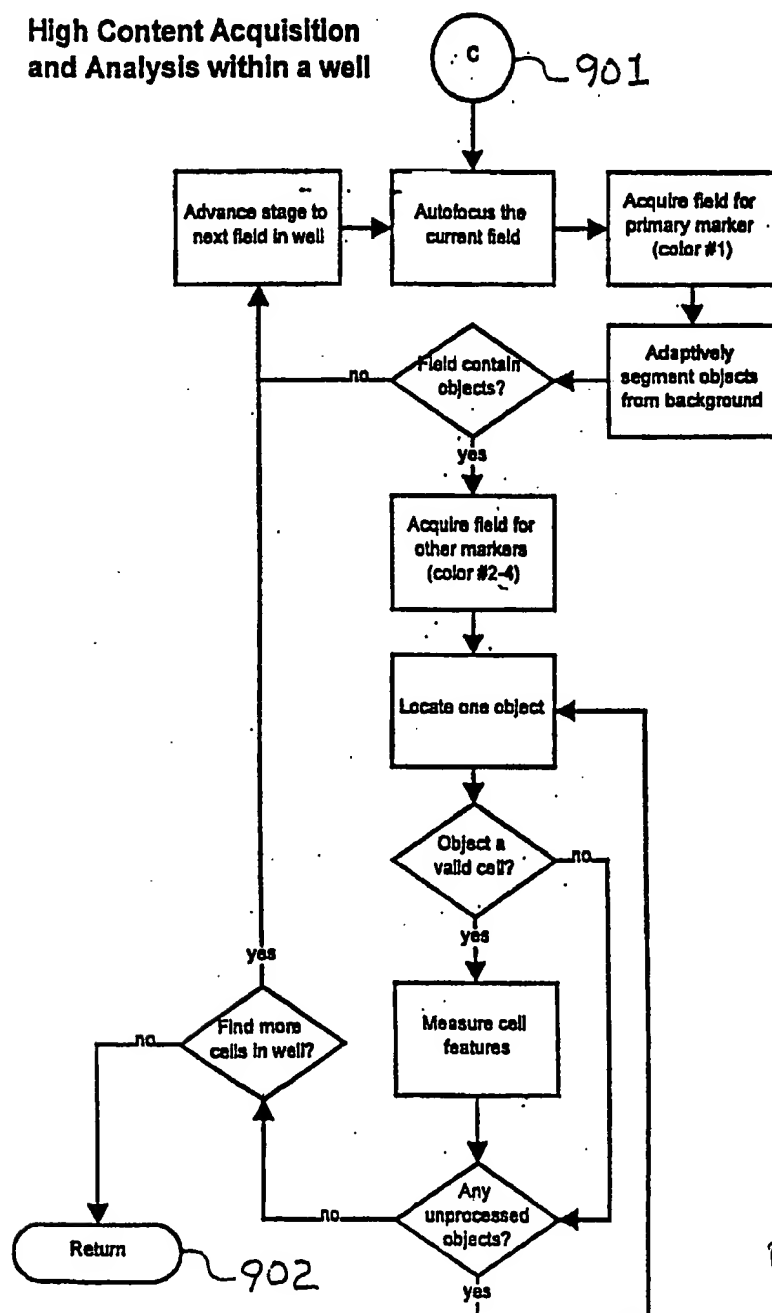 High Content Acquisition
and Analysis within a well
C
901
Advance stage to
next field in well
Autofocus the
current field
Acquire field for
primary marker
(color #1)
Adaptively
segment objects
from background
Field contain
objects?
no
yes
Acquire field for
other markers
(color #2-4)
Locate one object
Object a
valid cell?
no
yes
Measure cell
features
yes
Find more
cells in well?
no
Any
unprocessed
objects?
no
yes
Return
902